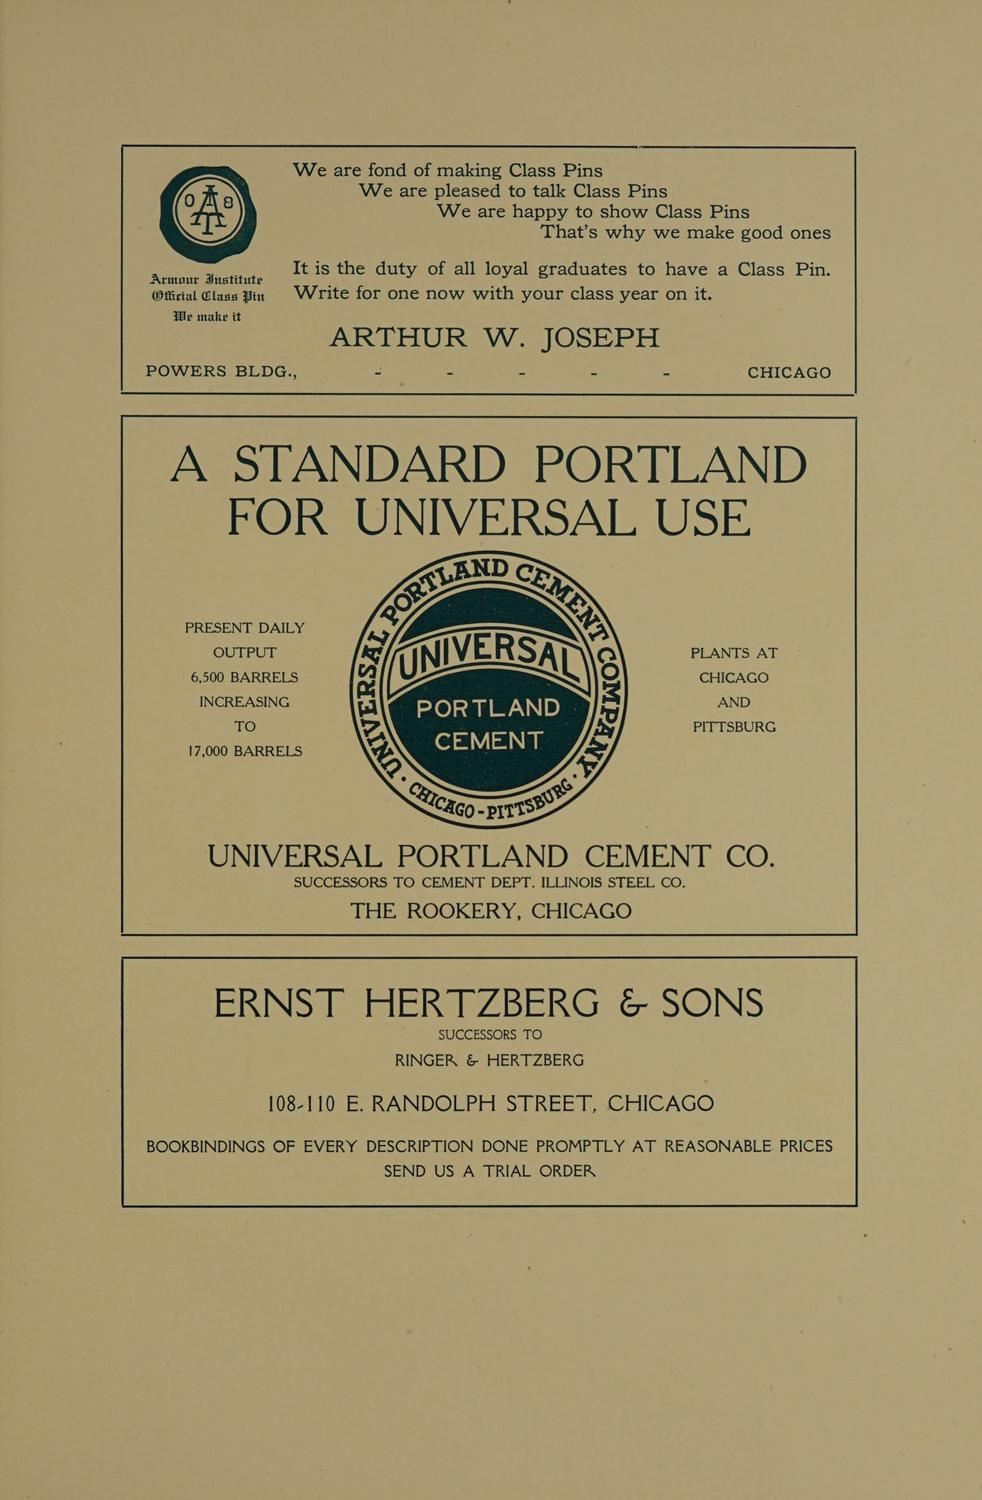 We are fond of making Class Pins
We are pleased to talk Class Pins
We are happy to show Class Pins
That's why we make good ones
It is the duty of all loyal graduates to have a Class Pin.
Write for one now with your class year on it.
0 AIT 8
Armour Institute
Official Class Pin
We make it
ARTHUR W. JOSEPH
POWERS BLDG., - - - - - CHICAGO
A STANDARD PORTLAND
FOR UNIVERSAL USE
PRESENT DAILY
OUTPUT
6,500 BARRELS
INCREASING
TO
17,000 BARRELS
UNIVERSAL PORTLAND CEMENT COMPANY
· CHICAGO-PITTSBURG ·
UNIVERSAL
PORTLAND
CEMENT
PLANTS AT
CHICAGO
AND
PITTSBURG
UNIVERSAL PORTLAND CEMENT CO.
SUCCESSORS TO CEMENT DEPT. ILLINOIS STEEL CO.
THE ROOKERY, CHICAGO
ERNST HERTZBERG & SONS
SUCCESSORS TO
RINGER & HERTZBERG
108-110 E. RANDOLPH STREET, CHICAGO
BOOKBINDINGS OF EVERY DESCRIPTION DONE PROMPTLY AT REASONABLE PRICES
SEND US A TRIAL ORDER